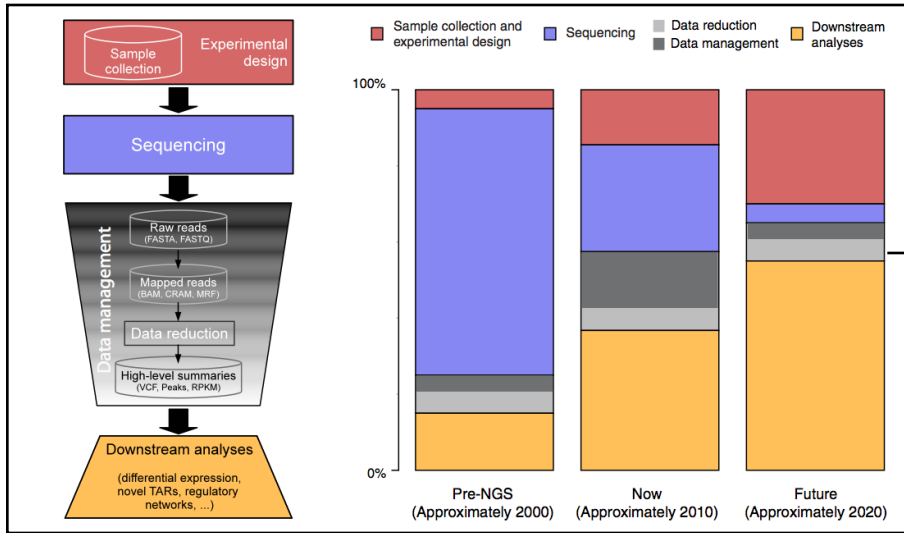 Sample
collection
Experimental
design
Sequencing
Data management
Raw reads
(FASTA, FASTQ)
Mapped reads
(BAM, CRAM, MRF)
Data reduction
High-level summaries
(VCF, Peaks, RPKM)
Downstream analyses
(differential expression,
novel TARs, regulatory
networks, ...)
Sample collection and
experimental design
Sequencing
Data reduction
Data management
Downstream
analyses
100%
0%
Pre-NGS
(Approximately 2000)
Now
(Approximately 2010)
Future
(Approximately 2020)